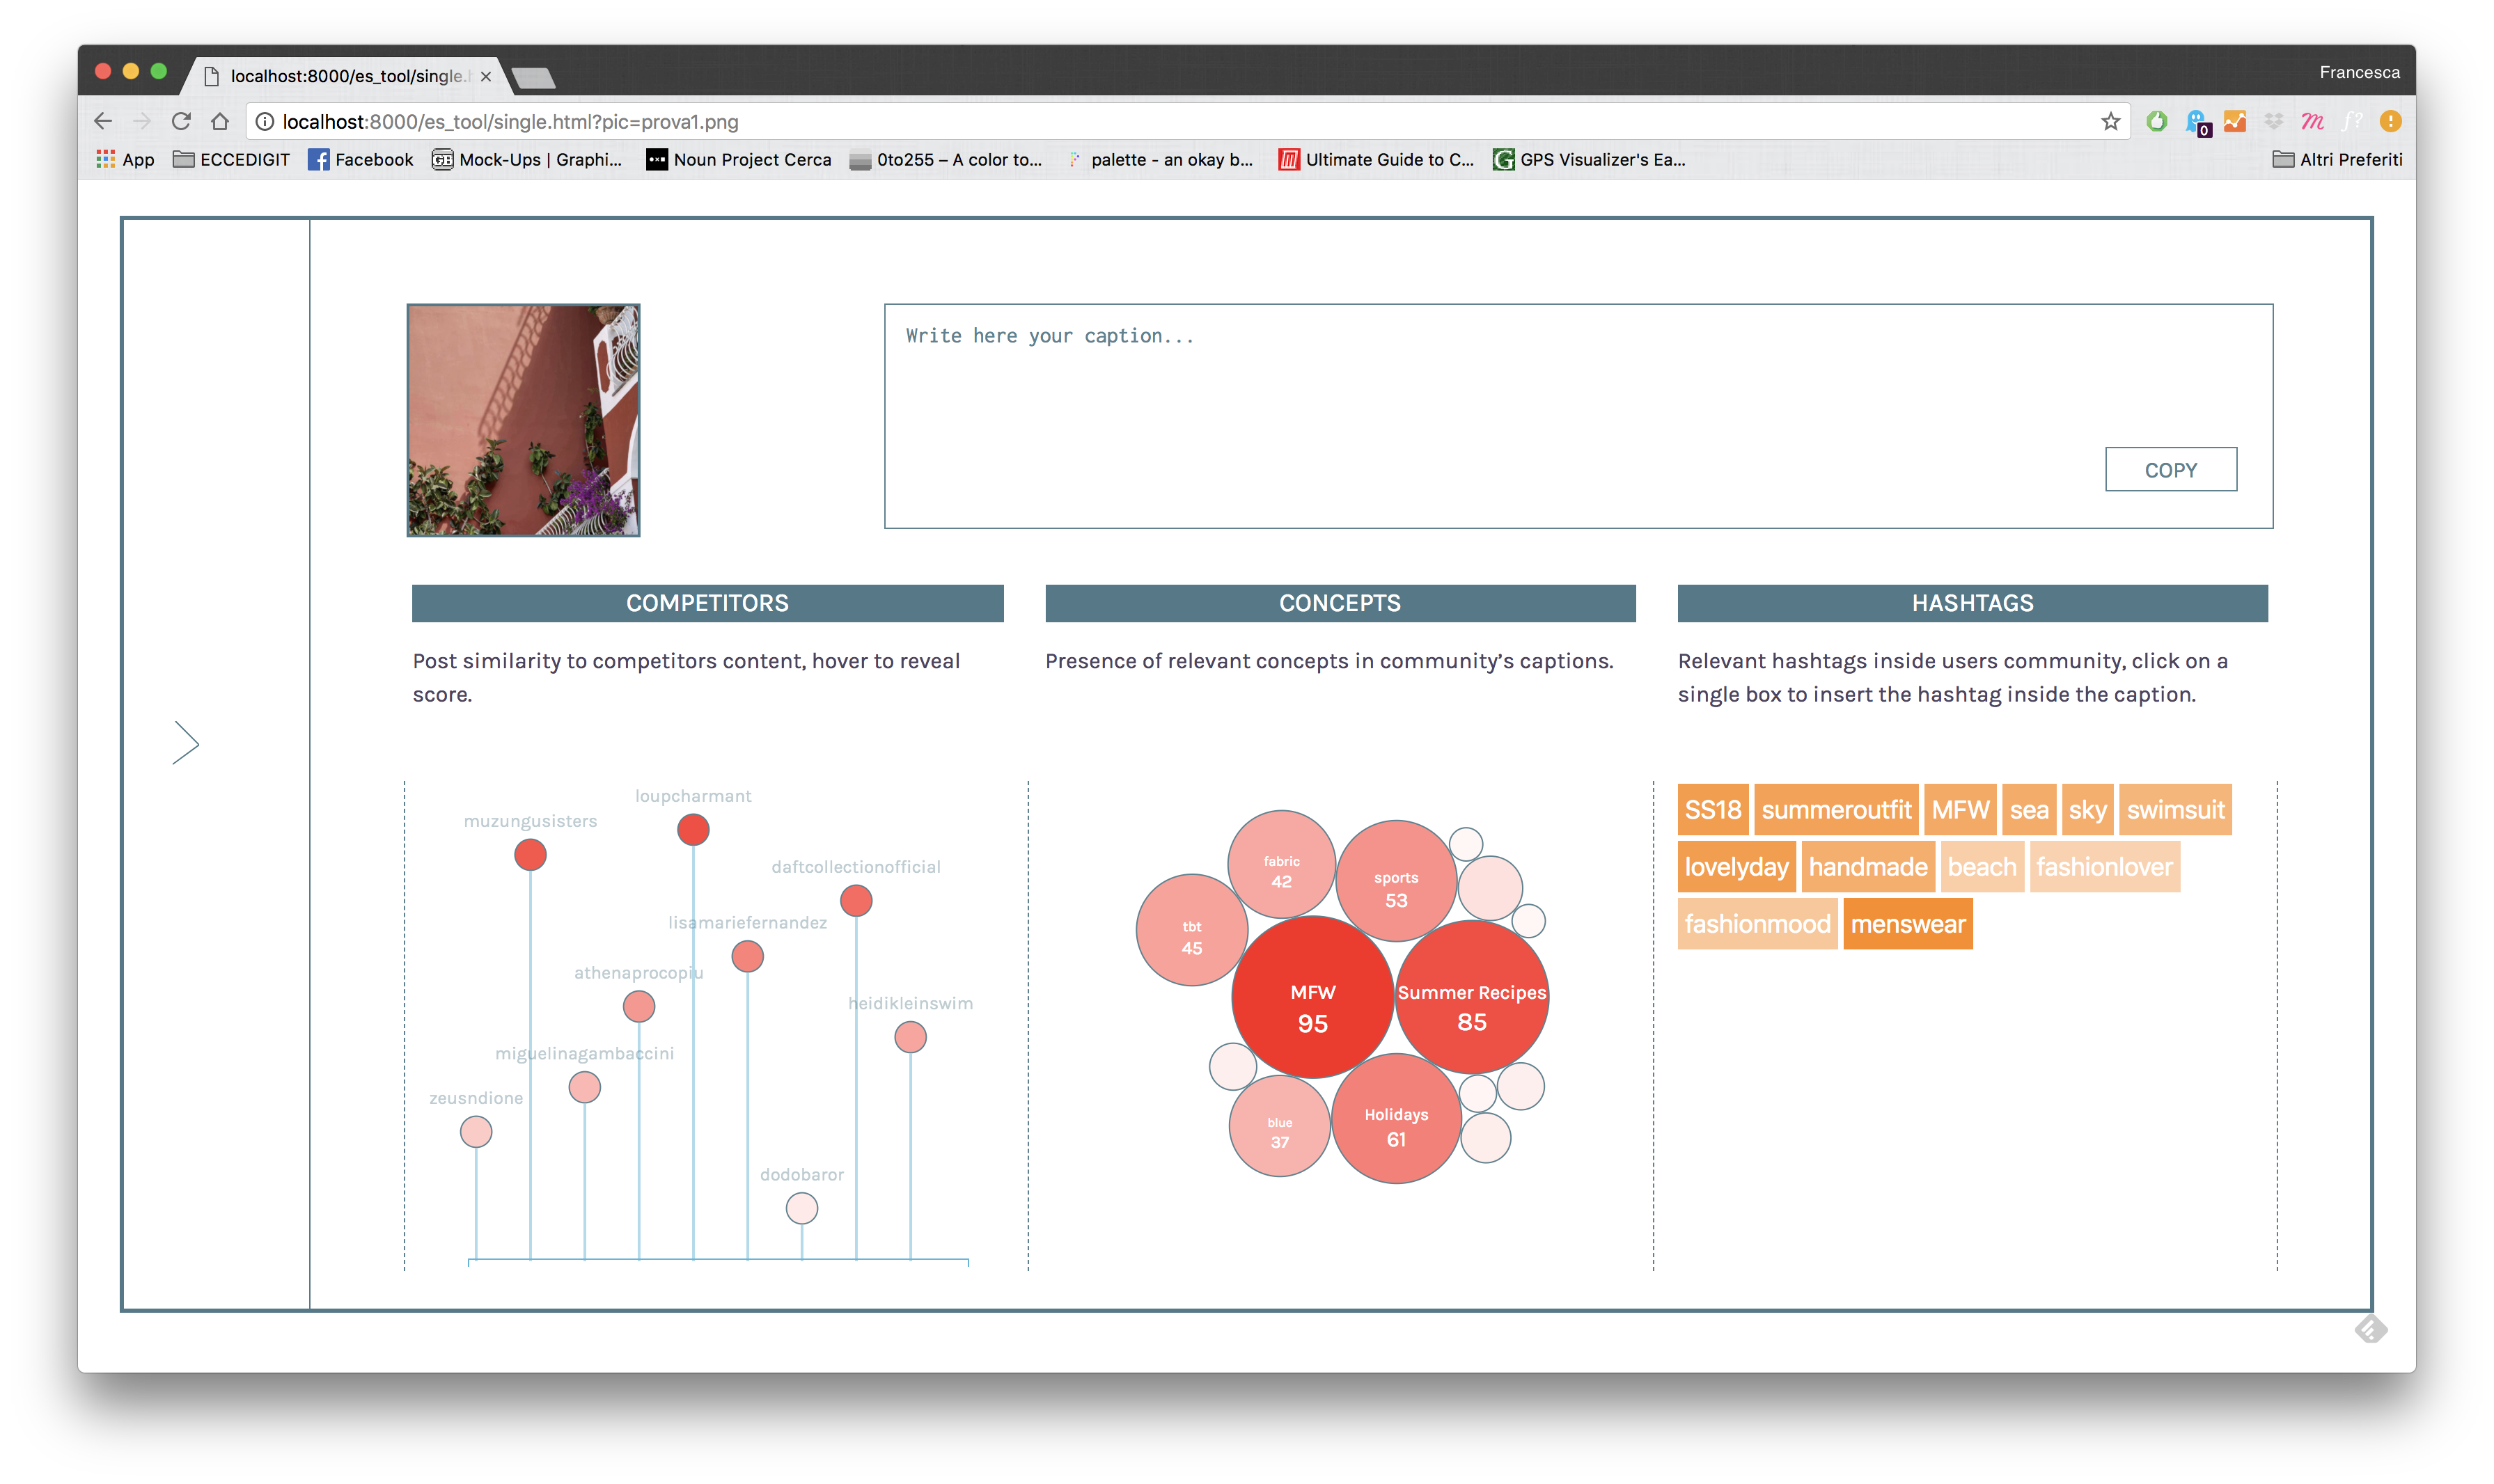 localhost:8000/es_tool/single.h
Francesca
localhost:8000/es_tool/single.html?pic=prova1.png
0
App ECCEDIGIT Facebook Mock-Ups | Graphi... Noun Project Cerca 0to255 – A color to... palette - an okay b... Ultimate Guide to C... GPS Visualizer's Ea... Altri Preferiti
Write here your caption...
COPY
COMPETITORS
Post similarity to competitors content, hover to reveal
score.
CONCEPTS
Presence of relevant concepts in community’s captions.
HASHTAGS
Relevant hashtags inside users community, click on a
single box to insert the hashtag inside the caption.
loupcharmant
muzungusisters
daftcollectionofficial
lisamariefernandez
athenaprocopiu
heidikleinswim
miguelinagambaccini
zeusndione
dodobaror
fabric
42
sports
53
tbt
45
MFW
95
Summer Recipes
85
blue
37
Holidays
61
SS18 summeroutfit MFW sea sky swimsuit
lovelyday handmade beach fashionlover
fashionmood menswear